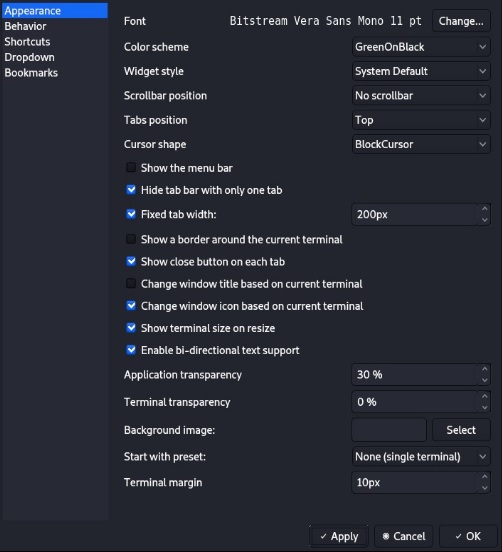 Appearance
Behavior
Shortcuts
Dropdown
Bookmarks
Font Bitstream Vera Sans Mono 11 pt Change...
Color scheme GreenOnBlack
Widget style System Default
Scrollbar position No scrollbar
Tabs position Top
Cursor shape BlockCursor
Show the menu bar
Hide tab bar with only one tab
Fixed tab width: 200px
Show a border around the current terminal
Show close button on each tab
Change window title based on current terminal
Change window icon based on current terminal
Show terminal size on resize
Enable bi-directional text support
Application transparency 30 %
Terminal transparency 0 %
Background image: Select
Start with preset: None (single terminal)
Terminal margin 10px
Apply Cancel OK